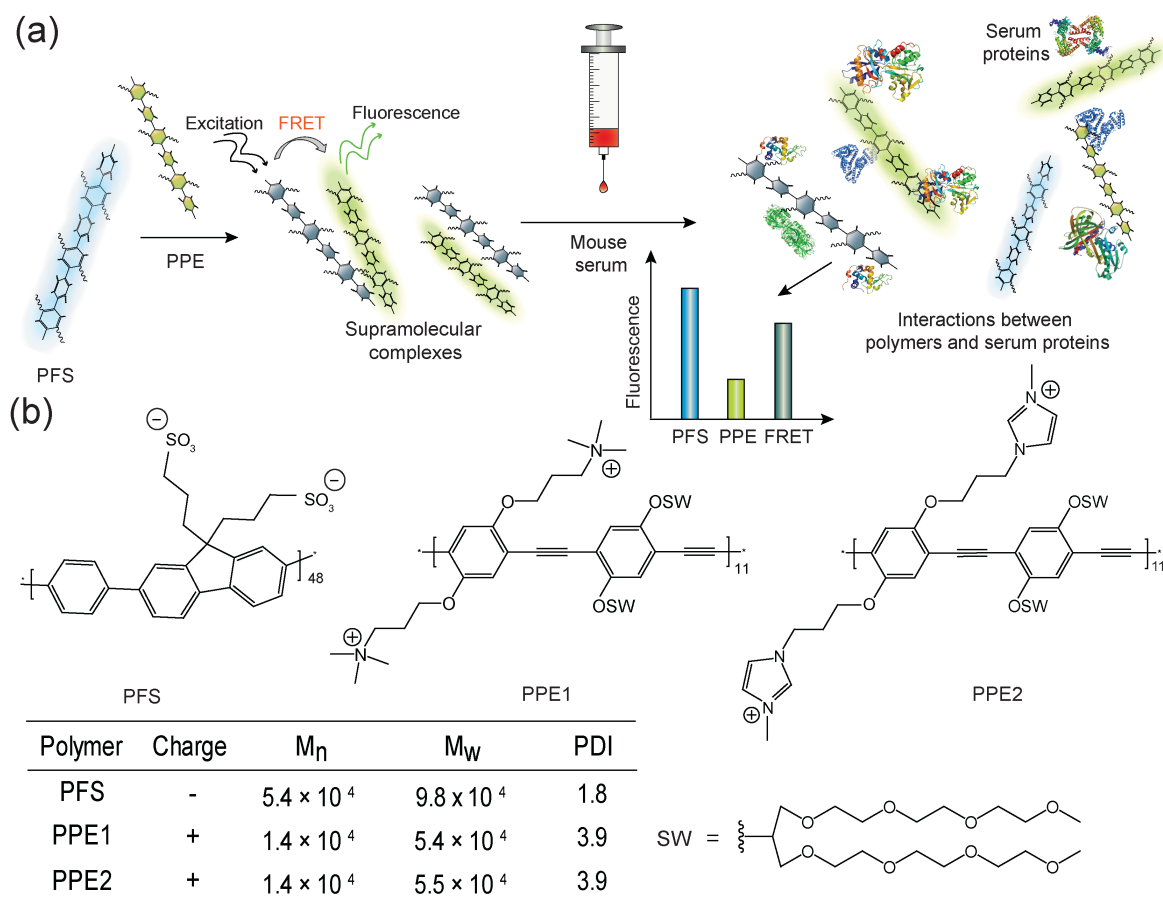 (a)
Serum
proteins
Excitation
FRET
Fluorescence
PPE
Mouse
serum
Supramolecular
complexes
PFS
Interactions between
polymers and serum proteins
Fluorescence
PFS PPE FRET
(b)
⊖
SO3
⊖
SO3
*
*
48
PFS
N
⊕
O
OSW
*
*
11
OSW
O
⊕
N
PPE1
N
⊕
N
O
OSW
*
*
11
OSW
O
N
N
⊕
PPE2
Polymer Charge Mn Mw PDI
PFS - 5.4 × 10 4 9.8 x 10 4 1.8
PPE1 + 1.4 × 10 4 5.4 × 10 4 3.9
PPE2 + 1.4 × 10 4 5.5 × 10 4 3.9
SW =
O O O O
O O O O